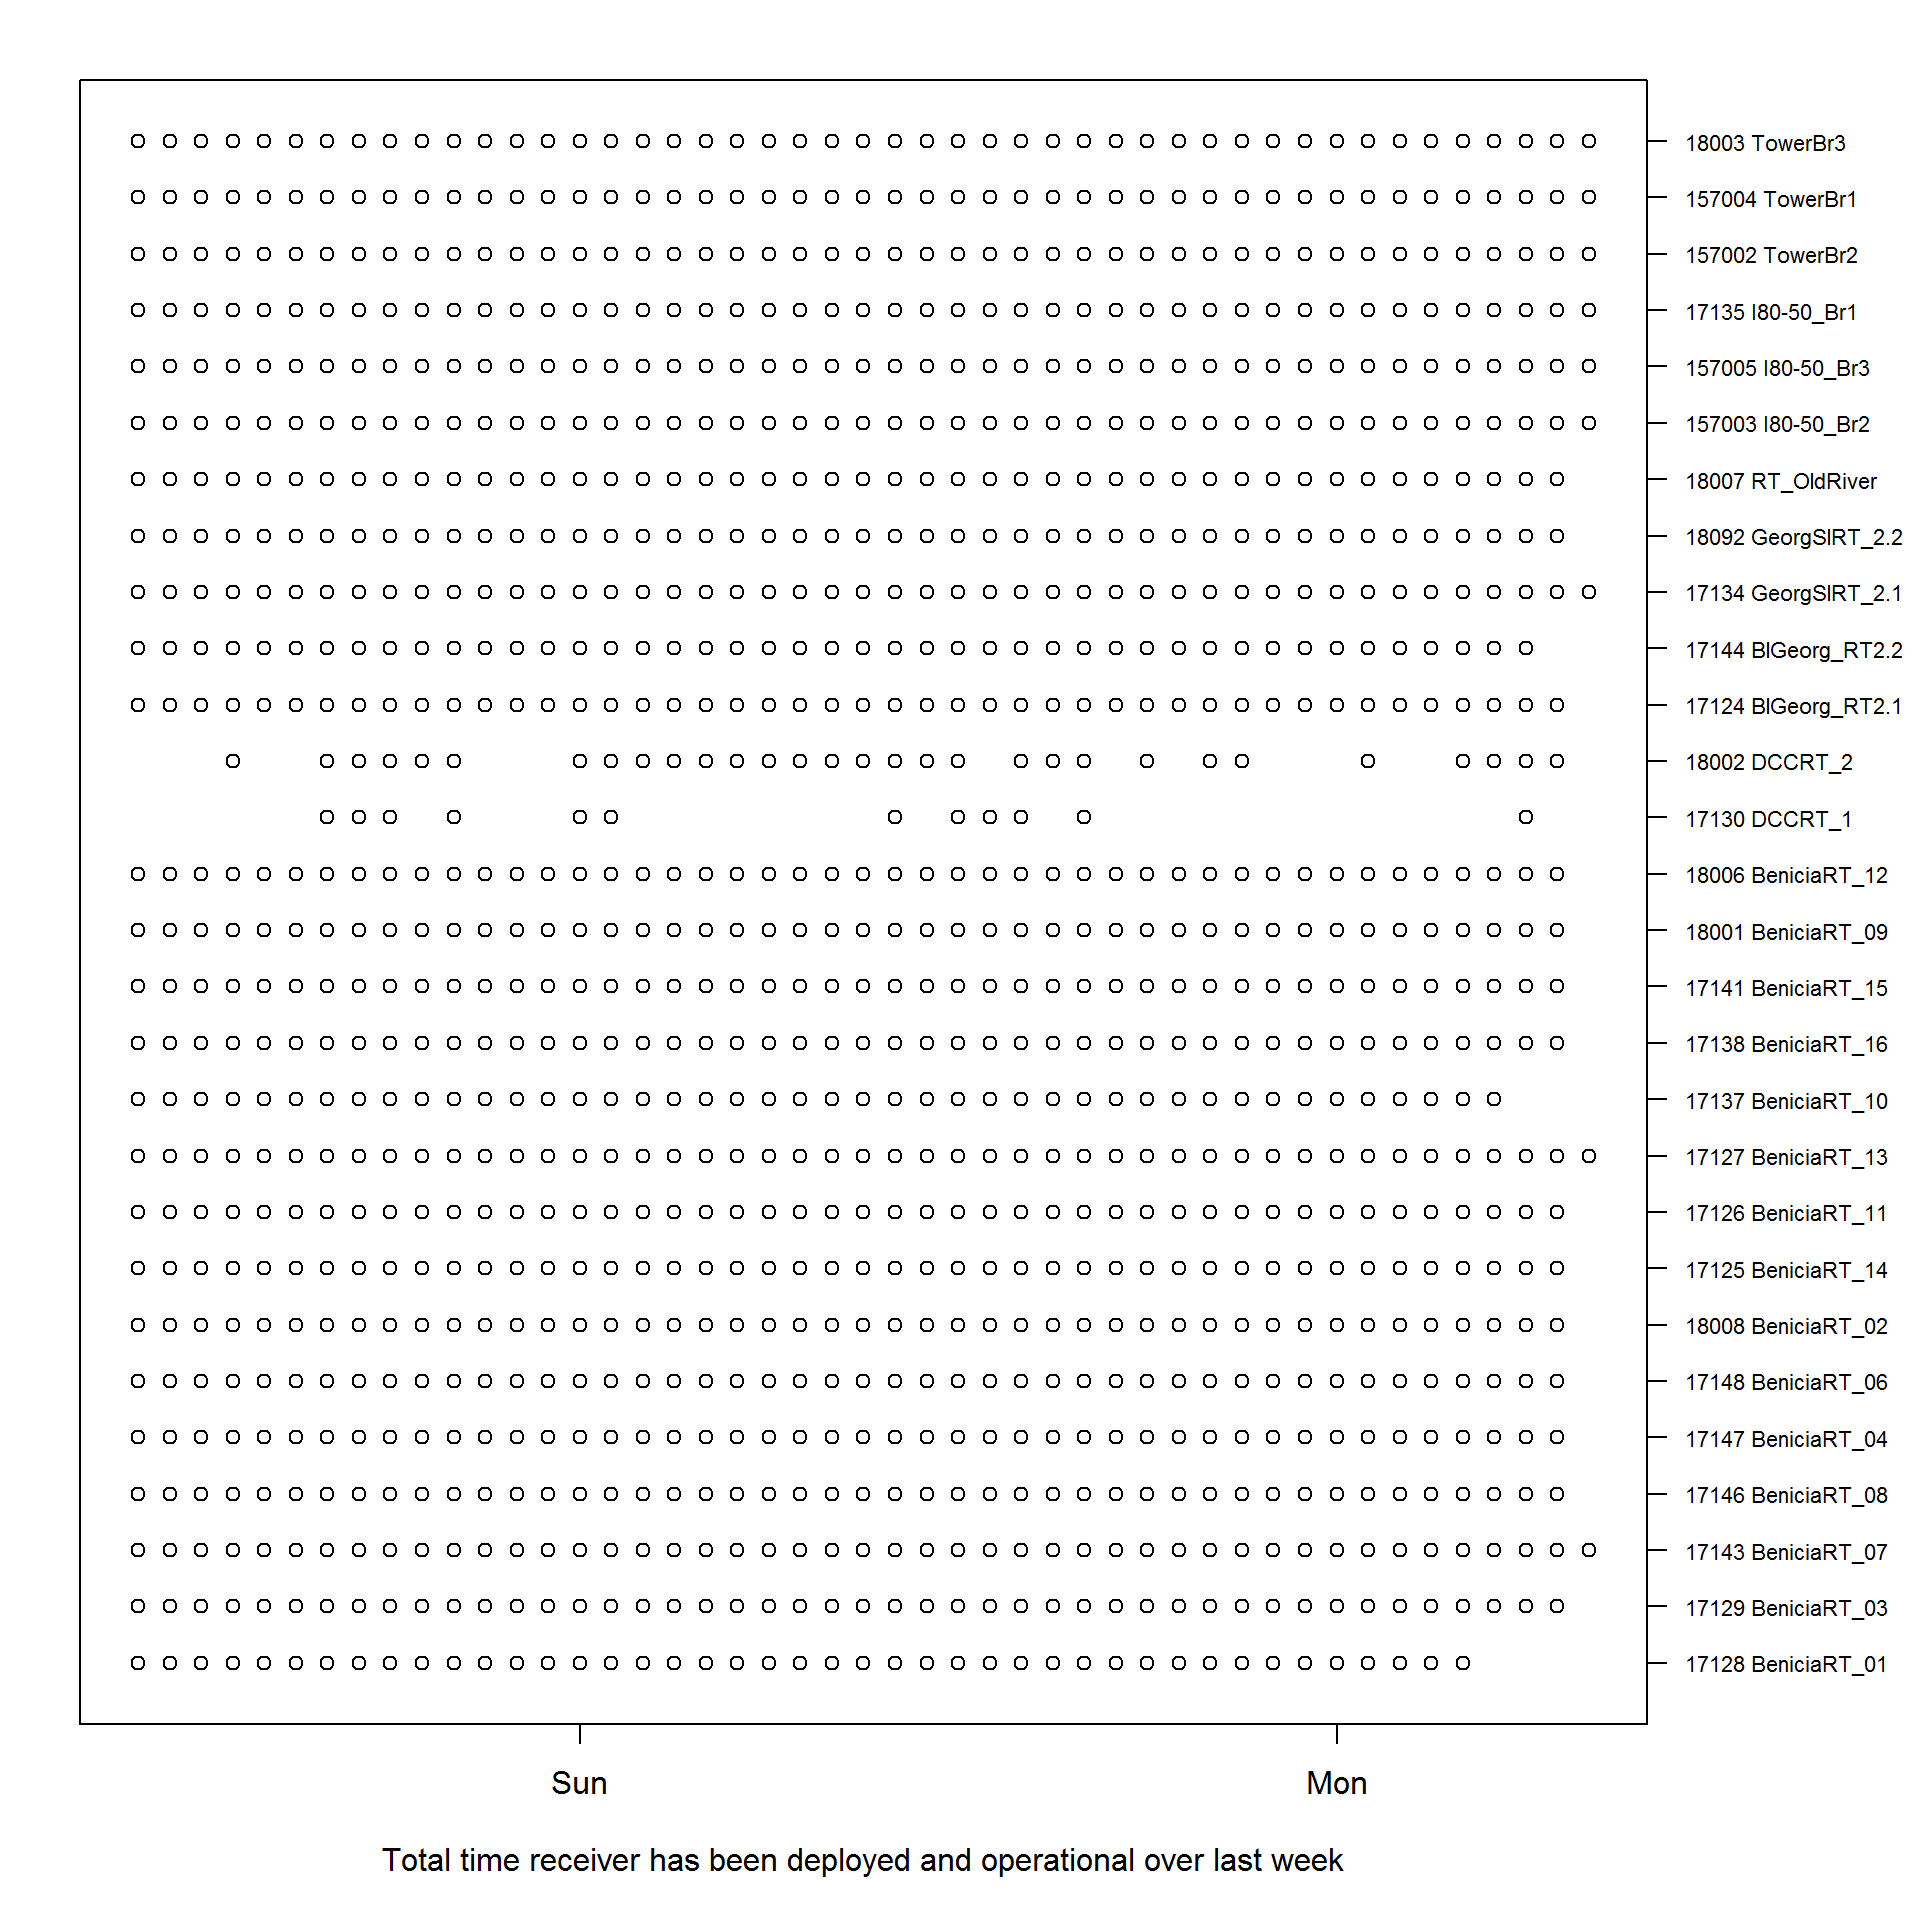 18003 TowerBr3
157004 TowerBr1
157002 TowerBr2
17135 I80-50_Br1
157005 I80-50_Br3
157003 I80-50_Br2
18007 RT_OldRiver
18092 GeorgSlRT_2.2
17134 GeorgSlRT_2.1
17144 BlGeorg_RT2.2
17124 BlGeorg_RT2.1
18002 DCCRT_2
17130 DCCRT_1
18006 BeniciaRT_12
18001 BeniciaRT_09
17141 BeniciaRT_15
17138 BeniciaRT_16
17137 BeniciaRT_10
17127 BeniciaRT_13
17126 BeniciaRT_11
17125 BeniciaRT_14
18008 BeniciaRT_02
17148 BeniciaRT_06
17147 BeniciaRT_04
17146 BeniciaRT_08
17143 BeniciaRT_07
17129 BeniciaRT_03
17128 BeniciaRT_01
Sun Mon
Total time receiver has been deployed and operational over last week